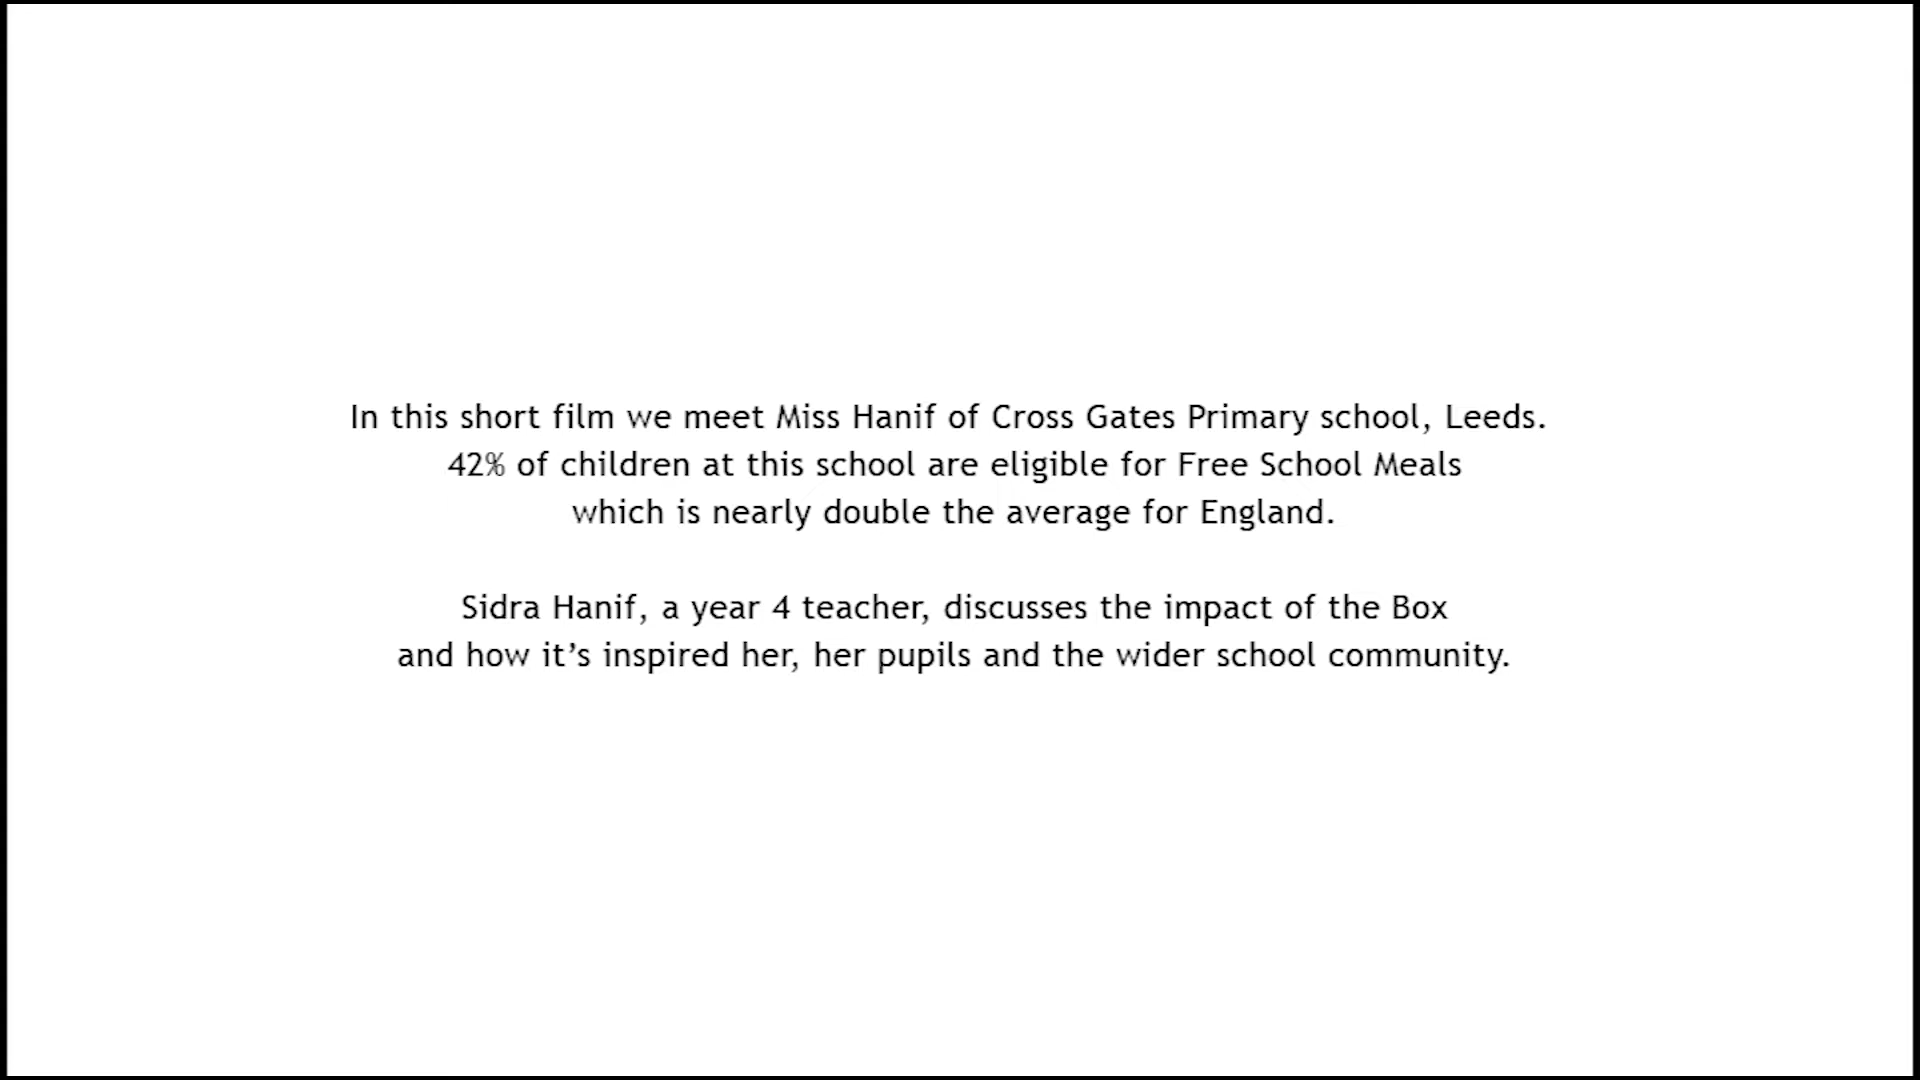 In this short film we meet Miss Hanif of Cross Gates Primary school, Leeds.
42% of children at this school are eligible for Free School Meals
which is nearly double the average for England.
Sidra Hanif, a year 4 teacher, discusses the impact of the Box
and how it’s inspired her, her pupils and the wider school community.